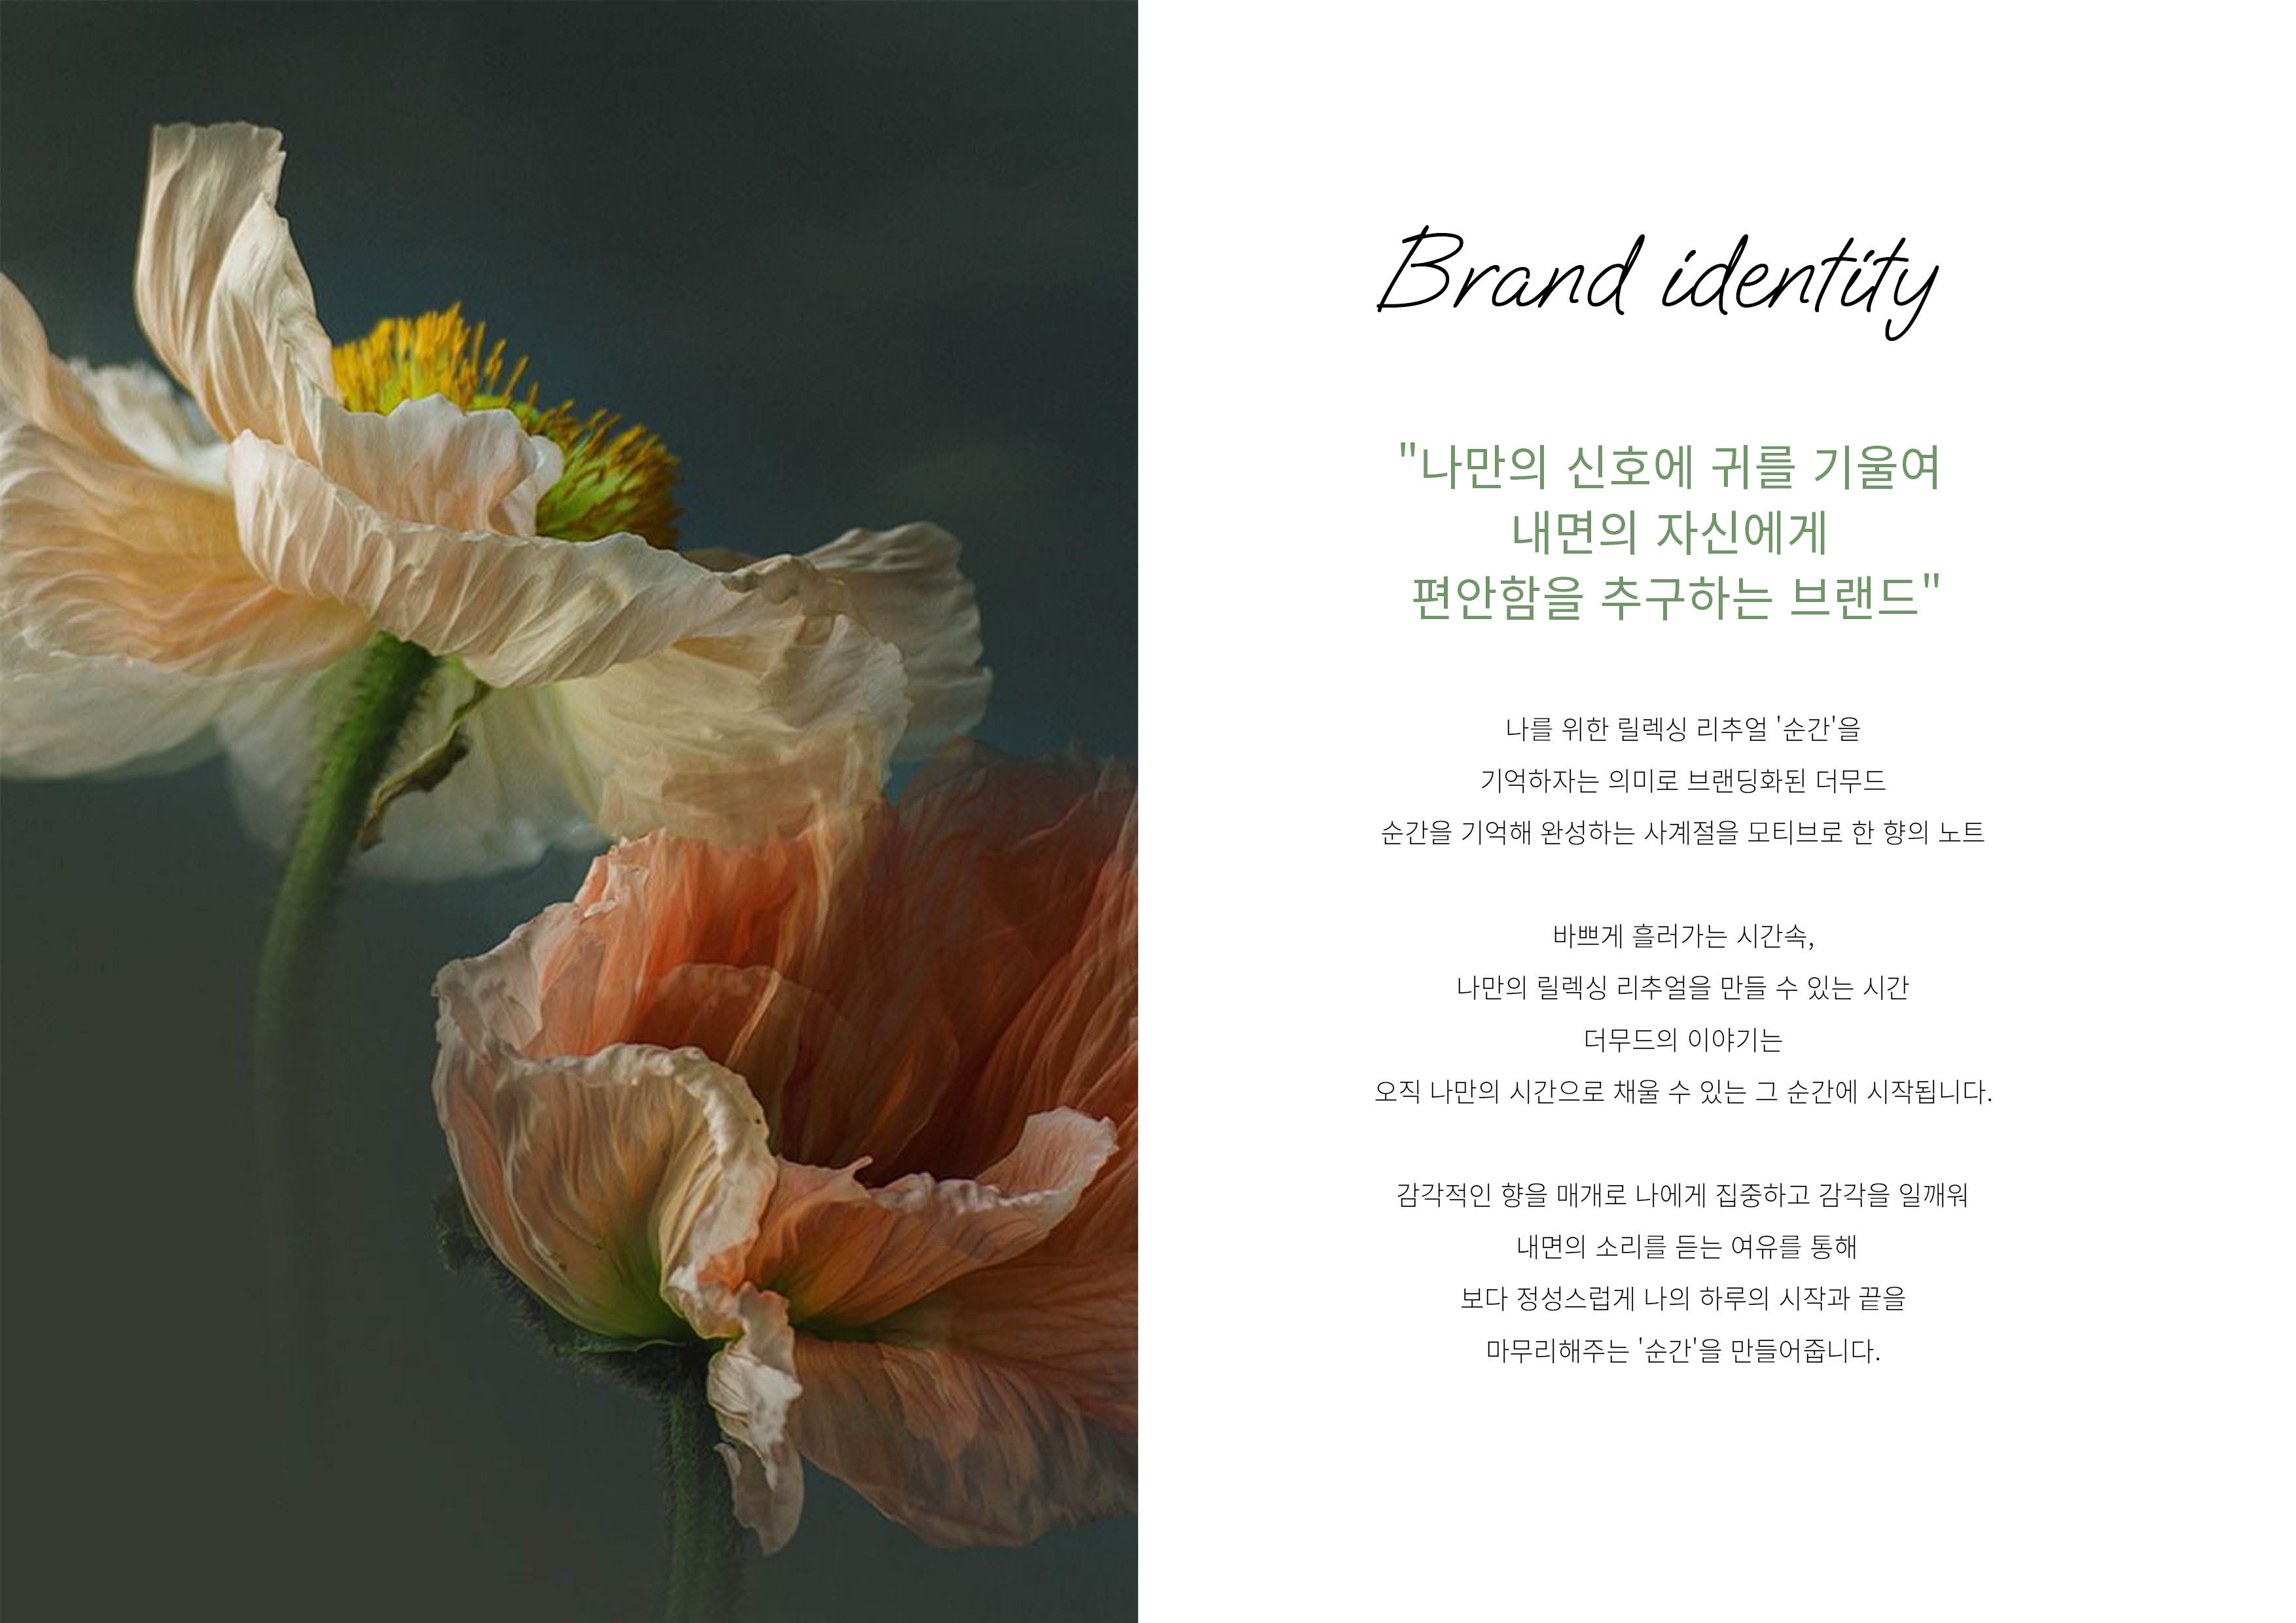 Brand identity
"나만의 신호에 귀를 기울여
내면의 자신에게
편안함을 추구하는 브랜드"
나를 위한 릴렉싱 리추얼 '순간'을
기억하자는 의미로 브랜딩화된 더무드
순간을 기억해 완성하는 사계절을 모티브로 한 향의 노트
바쁘게 흘러가는 시간속,
나만의 릴렉싱 리추얼을 만들 수 있는 시간
더무드의 이야기는
오직 나만의 시간으로 채울 수 있는 그 순간에 시작됩니다.
감각적인 향을 매개로 나에게 집중하고 감각을 일깨워
내면의 소리를 듣는 여유를 통해
보다 정성스럽게 나의 하루의 시작과 끝을
마무리해주는 '순간'을 만들어줍니다.